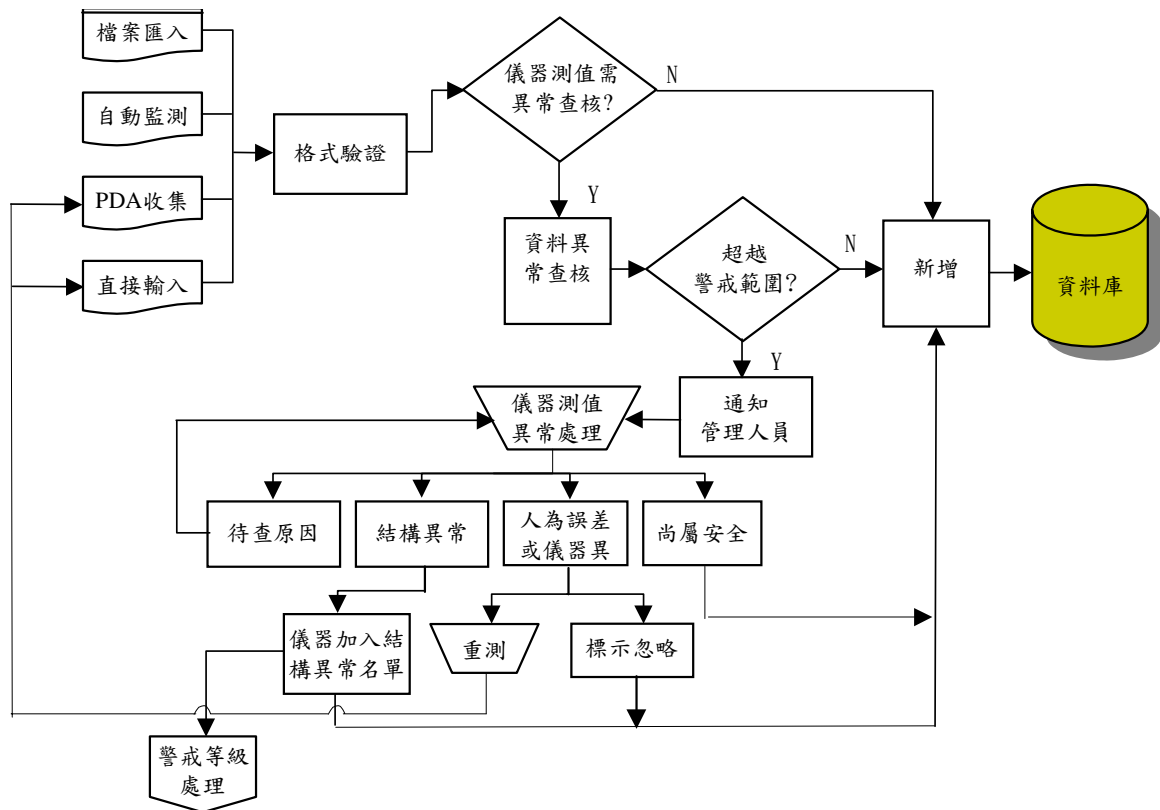 檔案匯入
自動監測
PDA收集
直接輸入
格式驗證
儀器測值需
異常查核?
N
Y
資料異
常查核
超越
警戒範圍?
N
Y
新增
資料庫
通知
管理人員
儀器測值
異常處理
待查原因
結構異常
人為誤差
或儀器異
尚屬安全
儀器加入結
構異常名單
重測
標示忽略
警戒等級
處理